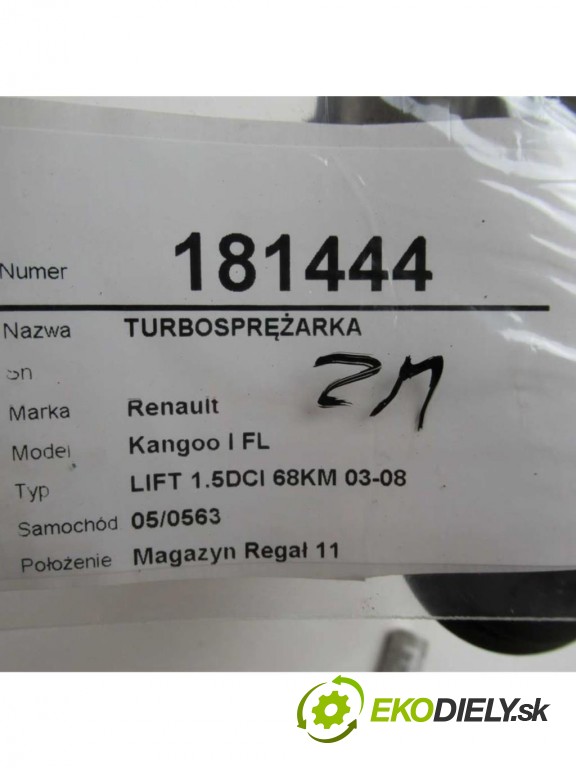 Numer 181444
Nazwa TURBOSPRĘŻARKA
Sn
Marka Renault
Model Kangoo I FL
Typ LIFT 1.5DCI 68KM 03-08
Samochód 05/0563
Położenie Magazyn Regał 11
EKODIELY.sk